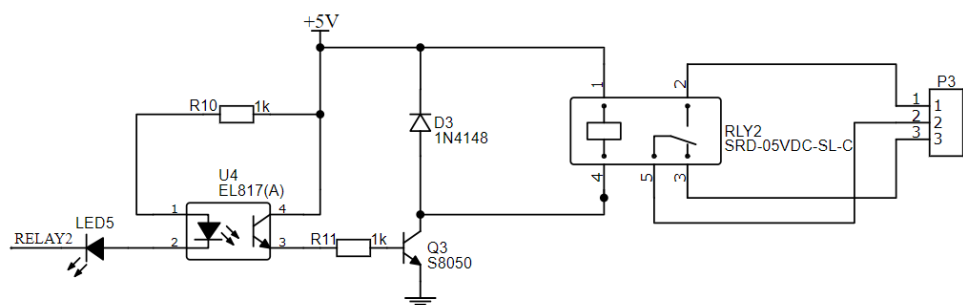 +5V
R10
1k
D3
1N4148
1
2
RLY2
SRD-05VDC-SL-C
4
5
3
P3
1
1
2
2
3
3
U4
EL817(A)
1
4
2
3
LED5
RELAY2
R11
1k
Q3
S8050